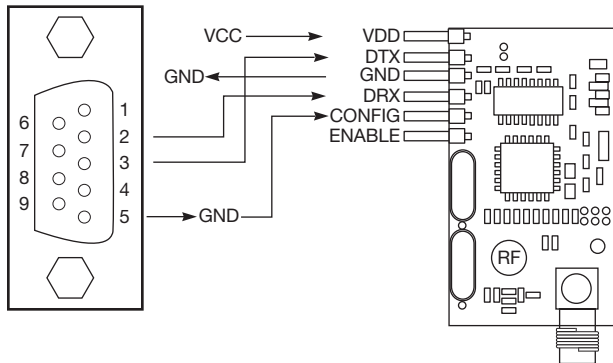 VCC
VDD
DTX
GND
GND
DRX
CONFIG
ENABLE
GND
1
2
3
4
5
6
7
8
9
RF